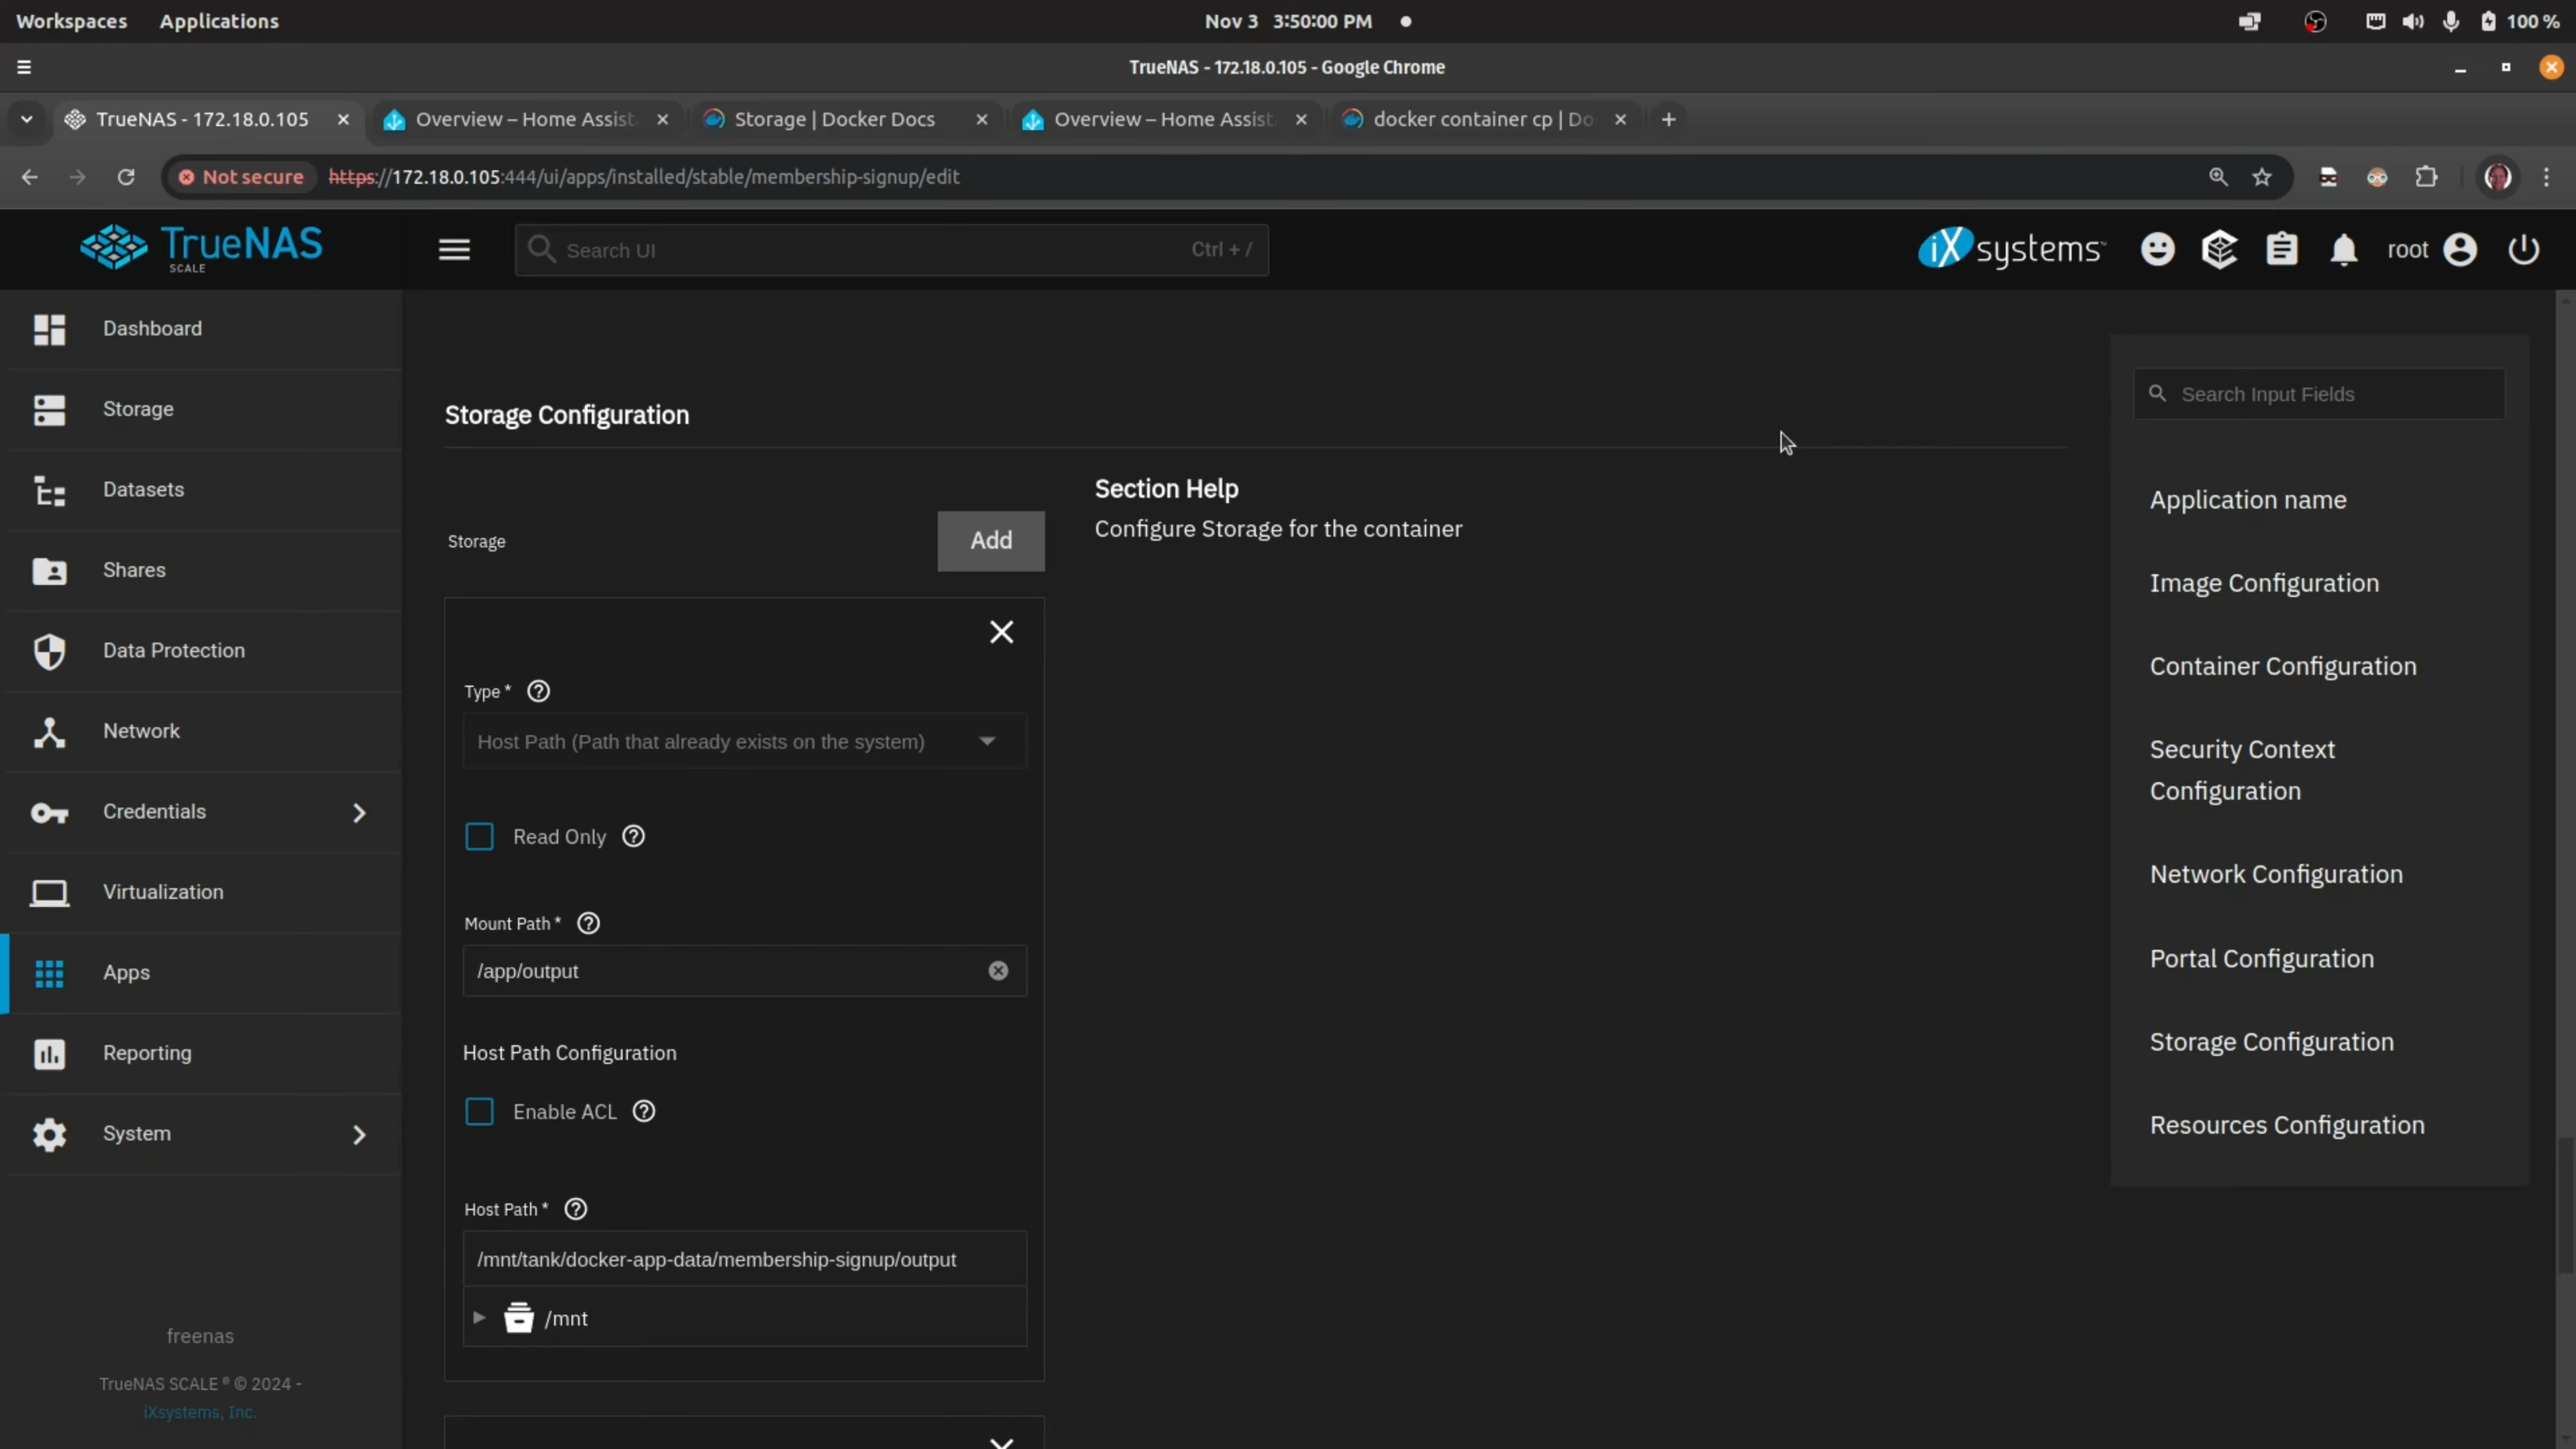 Workspaces
Applications
Nov 3 3:50:00 PM
100 %
TrueNAS - 172.18.0.105 - Google Chrome
TrueNAS - 172.18.0.105
Overview – Home Assist
Storage | Docker Docs
Overview – Home Assist
docker container cp | Do
Not secure
https://172.18.0.105:444/ui/apps/installed/stable/membership-signup/edit
TrueNAS
SCALE
Search UI
Ctrl + /
iXsystems™
root
Dashboard
Storage
Datasets
Shares
Data Protection
Network
Credentials
Virtualization
Apps
Reporting
System
freenas
TrueNAS SCALE ® © 2024 -
iXsystems, Inc.
Storage Configuration
Storage
Add
Section Help
Configure Storage for the container
Type *
Host Path (Path that already exists on the system)
Read Only
Mount Path *
/app/output
Host Path Configuration
Enable ACL
Host Path *
/mnt/tank/docker-app-data/membership-signup/output
/mnt
Search Input Fields
Application name
Image Configuration
Container Configuration
Security Context
Configuration
Network Configuration
Portal Configuration
Storage Configuration
Resources Configuration